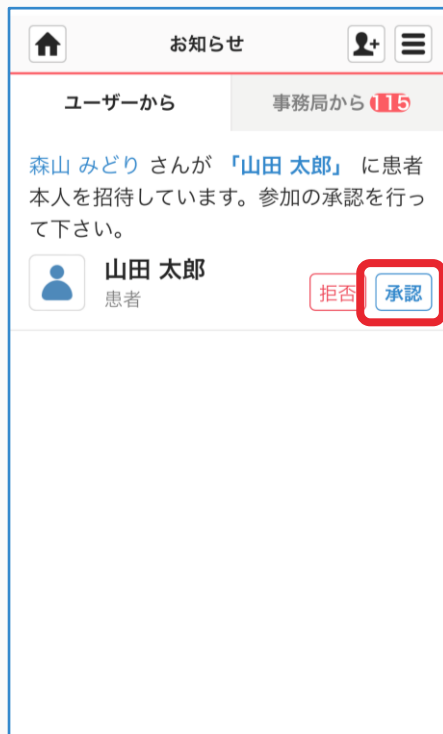 お知らせ
ユーザーから
事務局から 115
森山 みどり さんが 「山田 太郎」 に患者
本人を招待しています。参加の承認を行っ
て下さい。
山田 太郎
患者
拒否
承認